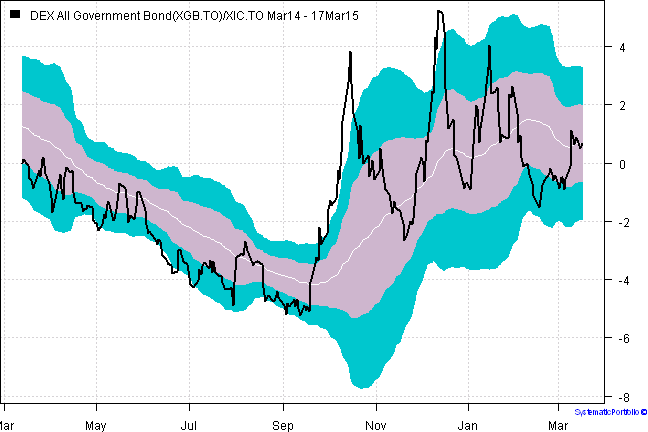 DEX All Government Bond(XGB.TO)/XIC.TO Mar14 - 17Mar15
4
2
0
-2
-4
-6
-8
Mar May Jul Sep Nov Jan Mar
SystematicPortfolio ©